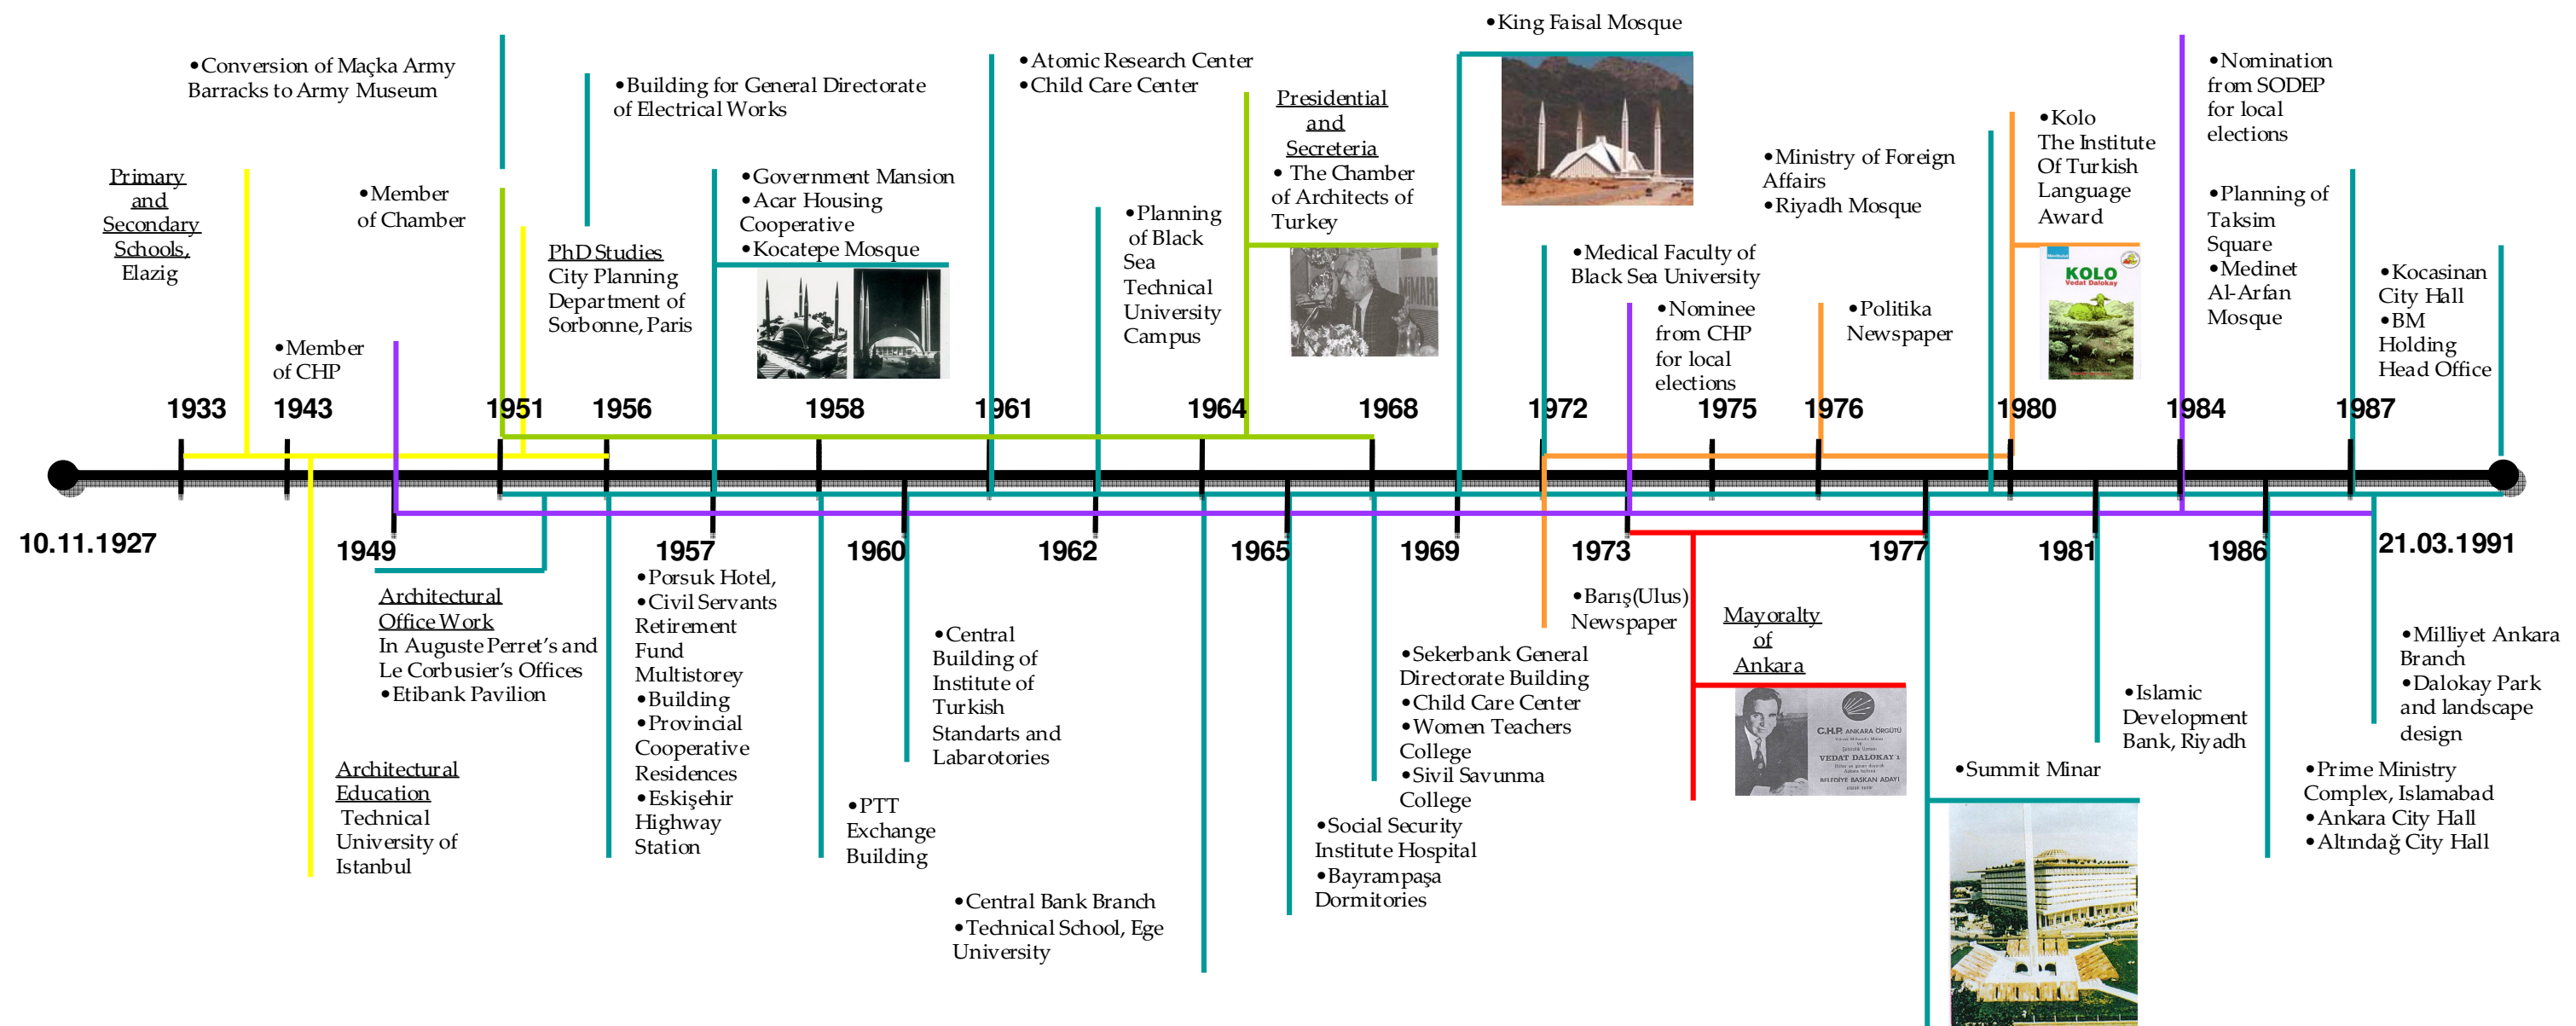 •King Faisal Mosque
•Conversion of Maçka Army
Barracks to Army Museum
•Building for General Directorate
of Electrical Works
•Atomic Research Center
•Child Care Center
Presidential
and
Secreteria
• The Chamber
of Architects of
Turkey
•Ministry of Foreign
Affairs
•Riyadh Mosque
•Kolo
The Institute
Of Turkish
Language
Award
•Nomination
from SODEP
for local
elections
•Planning of
Taksim
Square
•Medinet
Al-Arfan
Mosque
Primary
and
Secondary
Schools,
Elazig
•Member
of Chamber
•Member
of CHP
PhD Studies
City Planning
Department of
Sorbonne, Paris
•Government Mansion
•Acar Housing
Cooperative
•Kocatepe Mosque
•Planning
of Black
Sea
Technical
University
Campus
MİMARİ
•Medical Faculty of
Black Sea University
•Nominee
from CHP
for local
elections
•Politika
Newspaper
KOLO
Vedat Dalokay
•Kocasinan
City Hall
•BM
Holding
Head Office
1933
1943
1951
1956
1958
1961
1964
1968
1972
1975
1976
1980
1984
1987
10.11.1927
1949
1957
1960
1962
1965
1969
1973
1977
1981
1986
21.03.1991
Architectural
Office Work
In Auguste Perret’s and
Le Corbusier’s Offices
•Etibank Pavilion
Architectural
Education
Technical
University of
Istanbul
•Porsuk Hotel,
•Civil Servants
Retirement
Fund
Multistorey
•Building
•Provincial
Cooperative
Residences
•Eskişehir
Highway
Station
•PTT
Exchange
Building
•Central
Building of
Institute of
Turkish
Standarts and
Labarotories
•Central Bank Branch
•Technical School, Ege
University
•Social Security
Institute Hospital
•Bayrampaşa
Dormitories
•Sekerbank General
Directorate Building
•Child Care Center
•Women Teachers
College
•Sivil Savunma
College
•Barış(Ulus)
Newspaper
Mayoralty
of
Ankara
C.H.P. ANKARA ÖRGÜTÜ
VEDAT DALOKAY'I
BELEDİYE BAŞKAN ADAYI
•Summit Minar
•Islamic
Development
Bank, Riyadh
•Milliyet Ankara
Branch
•Dalokay Park
and landscape
design
•Prime Ministry
Complex, Islamabad
•Ankara City Hall
•Altındağ City Hall